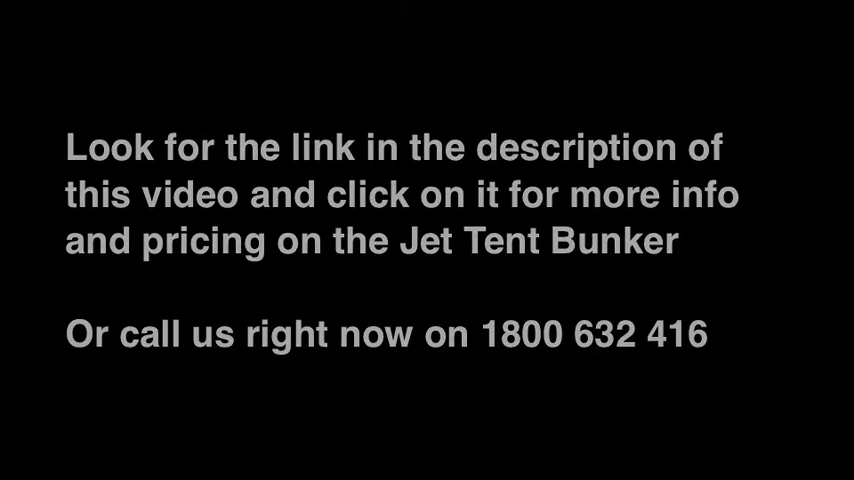 Look for the link in the description of
this video and click on it for more info
and pricing on the Jet Tent Bunker
Or call us right now on 1800 632 416